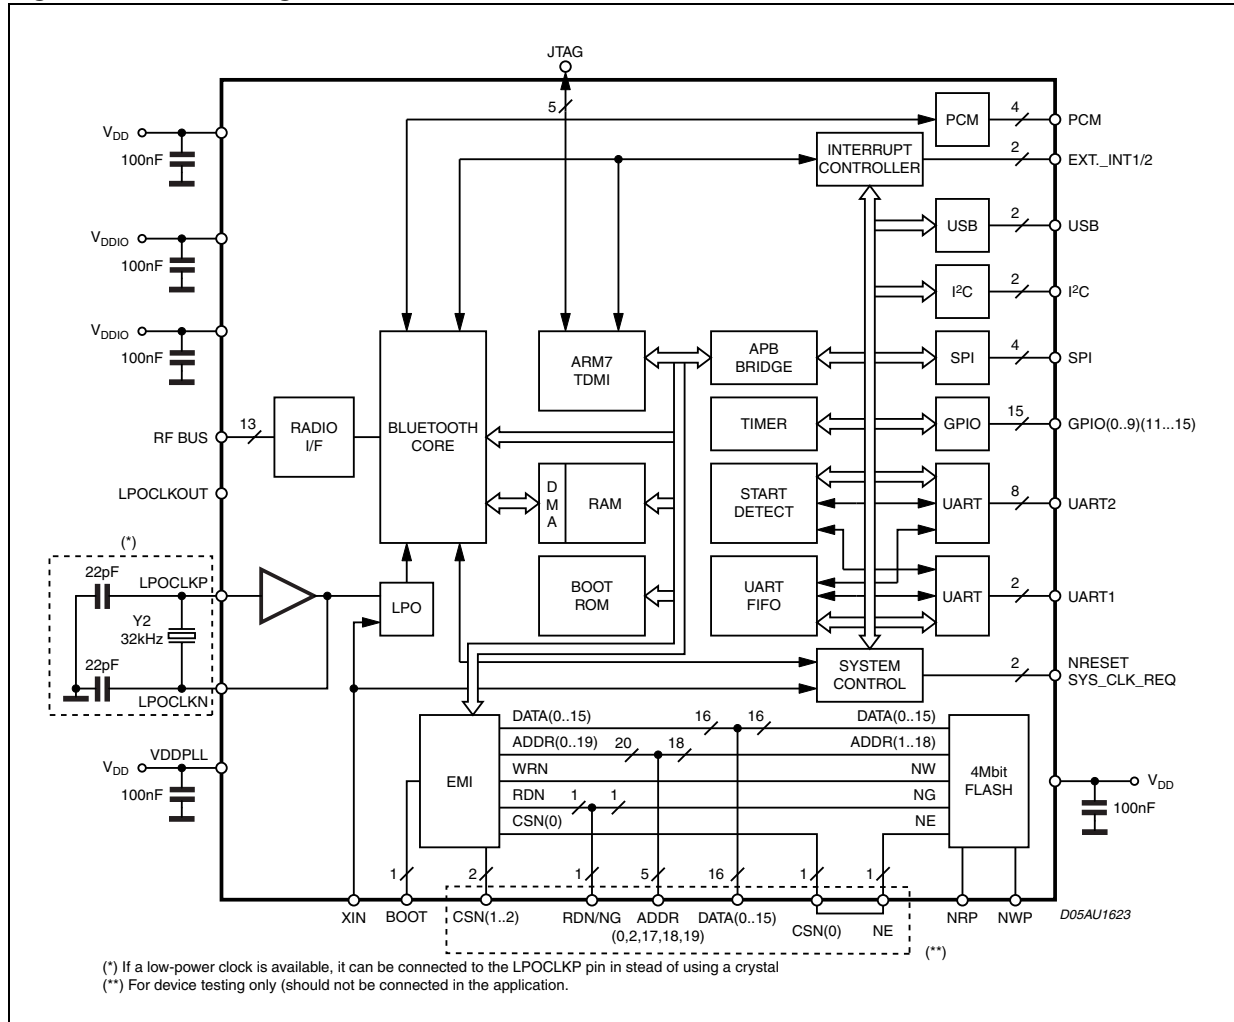 JTAG
5
VDD
100nF
VDDIO
100nF
VDDIO
100nF
PCM
4
PCM
INTERRUPT
CONTROLLER
2
EXT._INT1/2
USB
2
USB
I²C
2
I²C
ARM7
TDMI
APB
BRIDGE
SPI
4
SPI
RF BUS
13
RADIO
I/F
BLUETOOTH
CORE
TIMER
GPIO
15
GPIO(0..9)(11...15)
LPOCLKOUT
D
M
A
RAM
START
DETECT
UART
8
UART2
(*)
22pF
LPOCLKP
Y2
32kHz
22pF
LPOCLKN
LPO
BOOT
ROM
UART
FIFO
UART
2
UART1
SYSTEM
CONTROL
2
NRESET
SYS_CLK_REQ
VDD
VDDPLL
100nF
EMI
DATA(0..15)
16
16
DATA(0..15)
ADDR(0..19)
20
18
ADDR(1..18)
WRN
NW
RDN
1
1
NG
CSN(0)
NE
4Mbit
FLASH
VDD
100nF
1
2
1
5
16
1
1
XIN
BOOT
CSN(1..2)
RDN/NG
ADDR
(0,2,17,18,19)
DATA(0..15)
CSN(0)
NE
NRP
NWP
D05AU1623
(**)
(*) If a low-power clock is available, it can be connected to the LPOCLKP pin in stead of using a crystal
(**) For device testing only (should not be connected in the application.